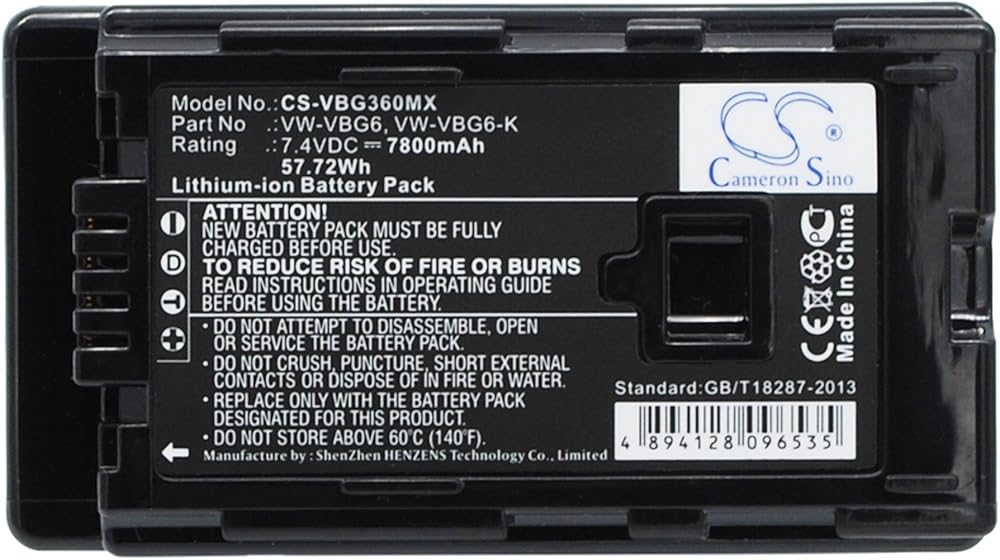 Model No.: CS-VBG360MX
Part No : VW-VBG6, VW-VBG6-K
Rating : 7.4VDC ⎓ 7800mAh
57.72Wh
Lithium-ion Battery Pack
CS ®
Cameron Sino
ATTENTION!
NEW BATTERY PACK MUST BE FULLY
CHARGED BEFORE USE.
TO REDUCE RISK OF FIRE OR BURNS
READ INSTRUCTIONS IN OPERATING GUIDE
BEFORE USING THE BATTERY.
• DO NOT ATTEMPT TO DISASSEMBLE, OPEN
OR SERVICE THE BATTERY PACK.
• DO NOT CRUSH, PUNCTURE, SHORT EXTERNAL
CONTACTS OR DISPOSE OF IN FIRE OR WATER.
• REPLACE ONLY WITH THE BATTERY PACK
DESIGNATED FOR THIS PRODUCT.
• DO NOT STORE ABOVE 60°C (140°F).
Manufacture by : ShenZhen HENZENS Technology Co., Limited
− D T +
CE PCT
Made In China
Standard:GB/T18287-2013
4 894128 096535